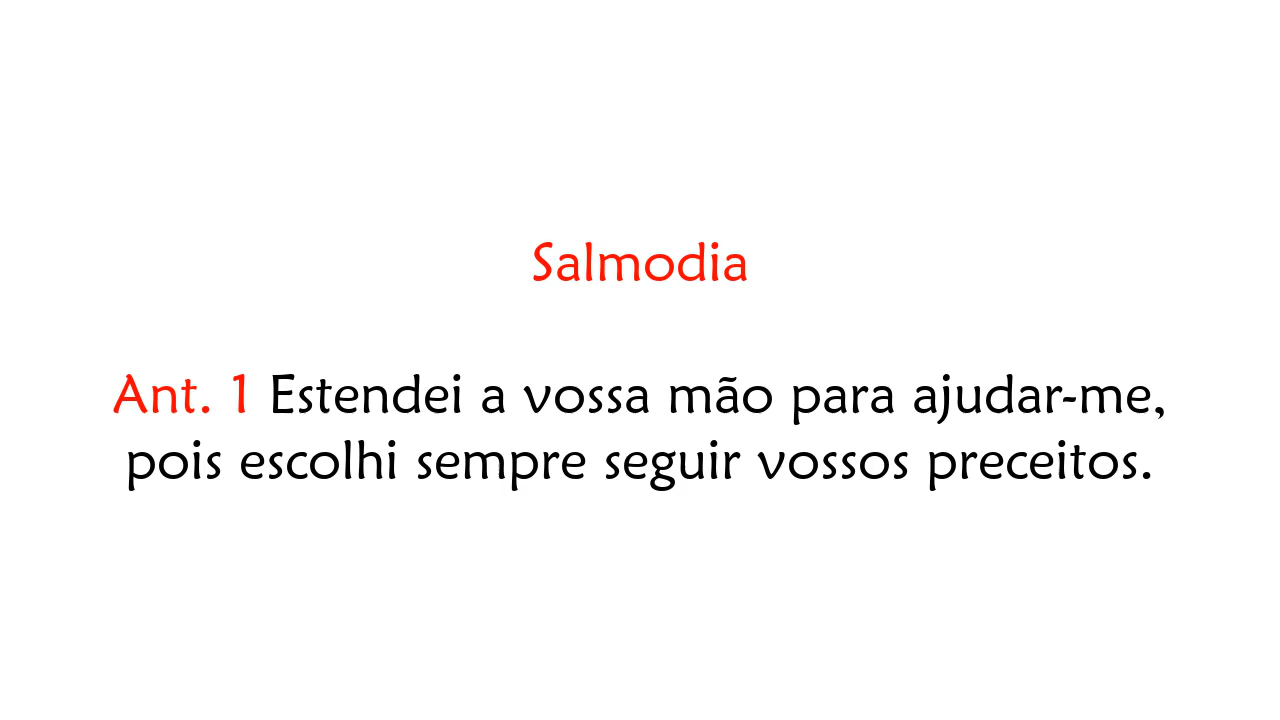 Salmodia
Ant. 1 Estendei a vossa mão para ajudar-me,
pois escolhi sempre seguir vossos preceitos.